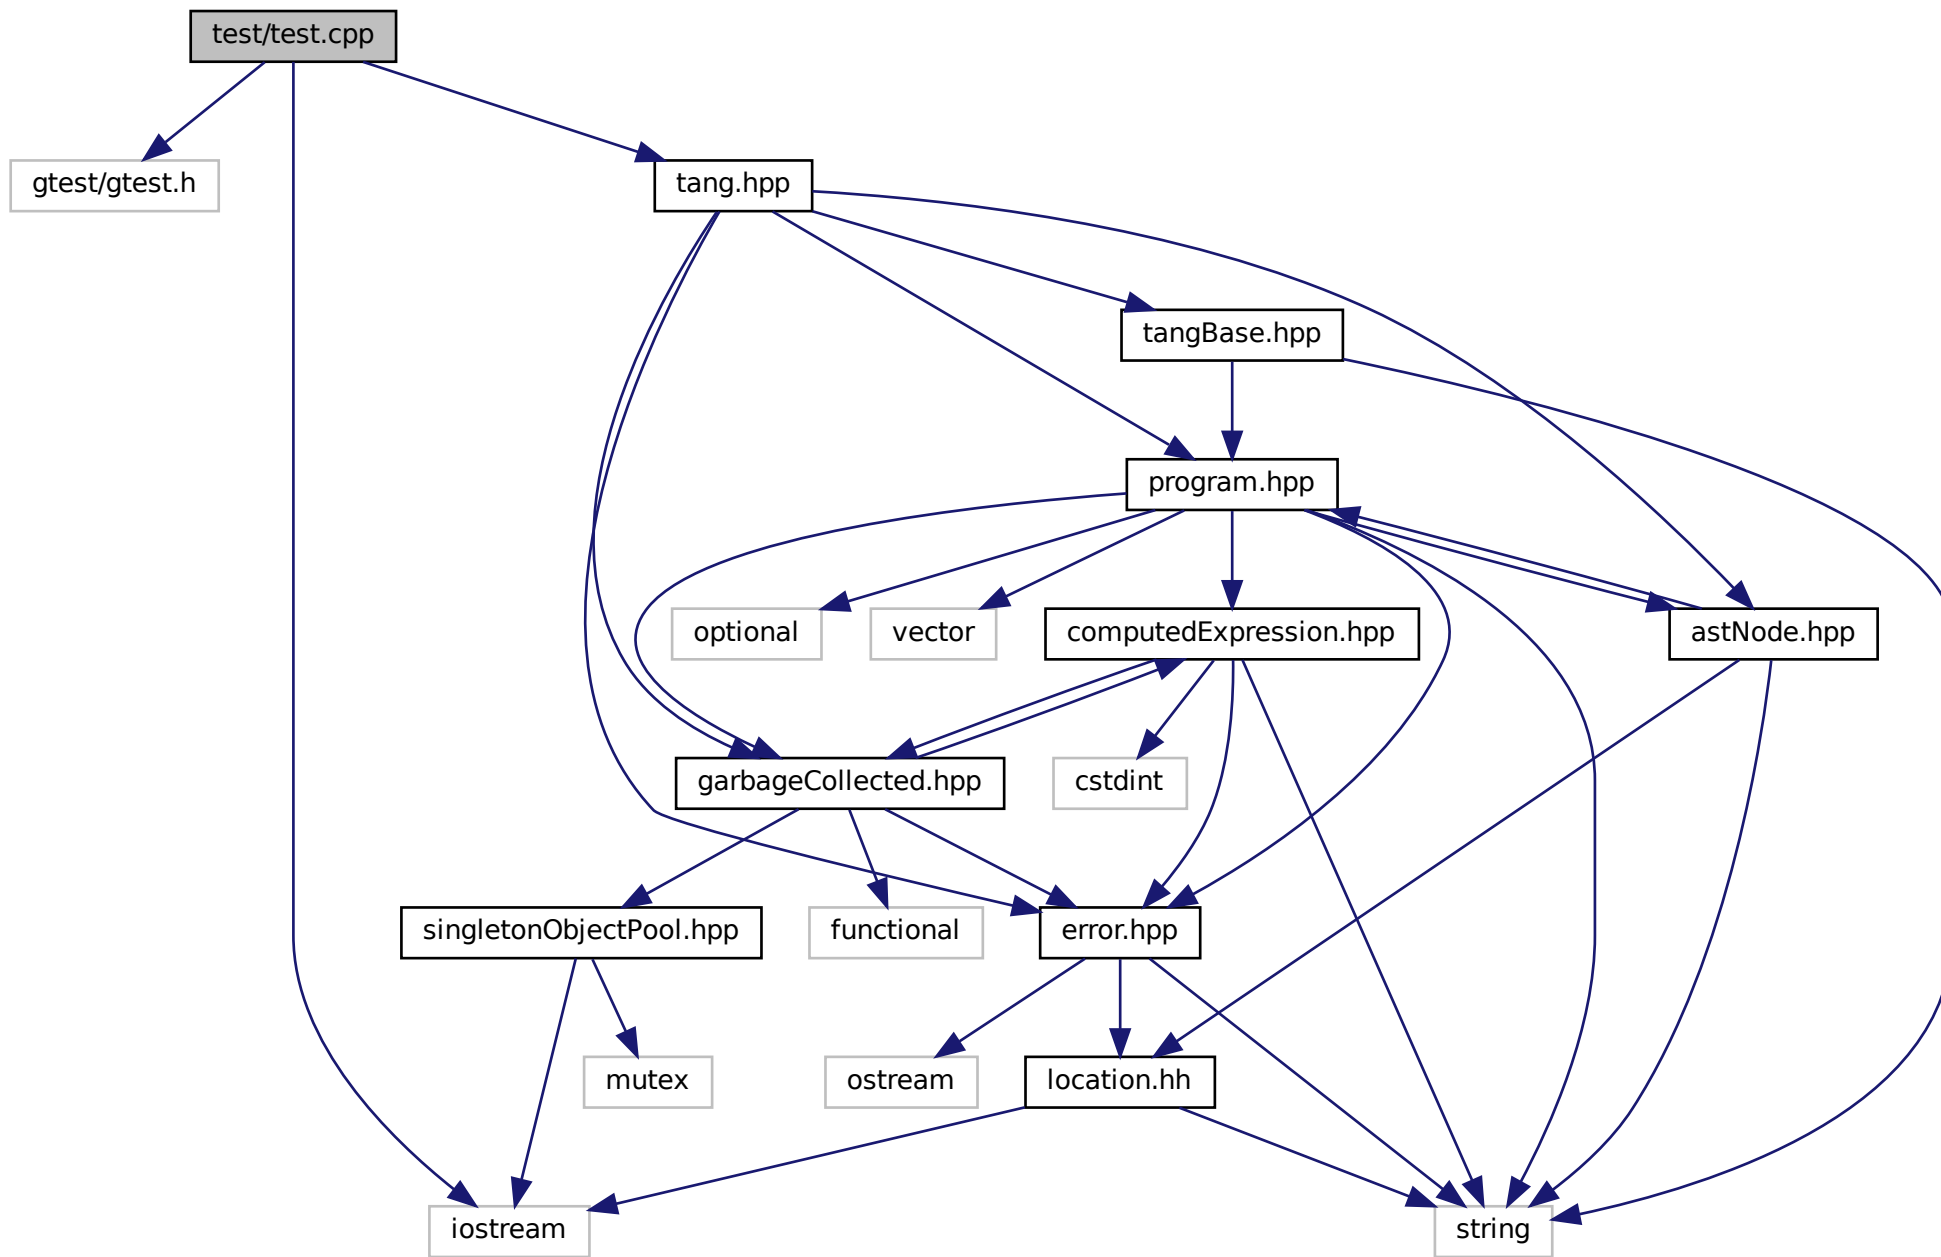 test/test.cpp
gtest/gtest.h
tang.hpp
tangBase.hpp
program.hpp
optional
vector
computedExpression.hpp
astNode.hpp
garbageCollected.hpp
cstdint
singletonObjectPool.hpp
functional
error.hpp
mutex
ostream
location.hh
iostream
string